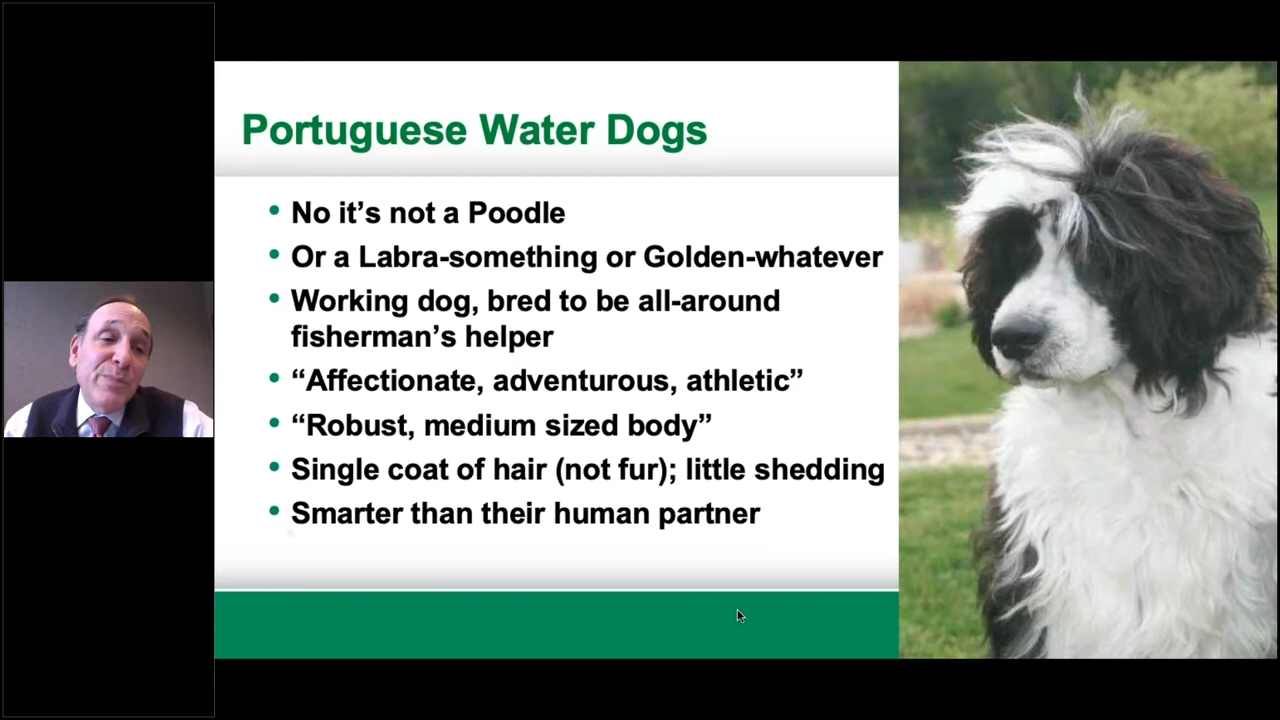 Portuguese Water Dogs
• No it’s not a Poodle
• Or a Labra-something or Golden-whatever
• Working dog, bred to be all-around
fisherman’s helper
• “Affectionate, adventurous, athletic”
• “Robust, medium sized body”
• Single coat of hair (not fur); little shedding
• Smarter than their human partner